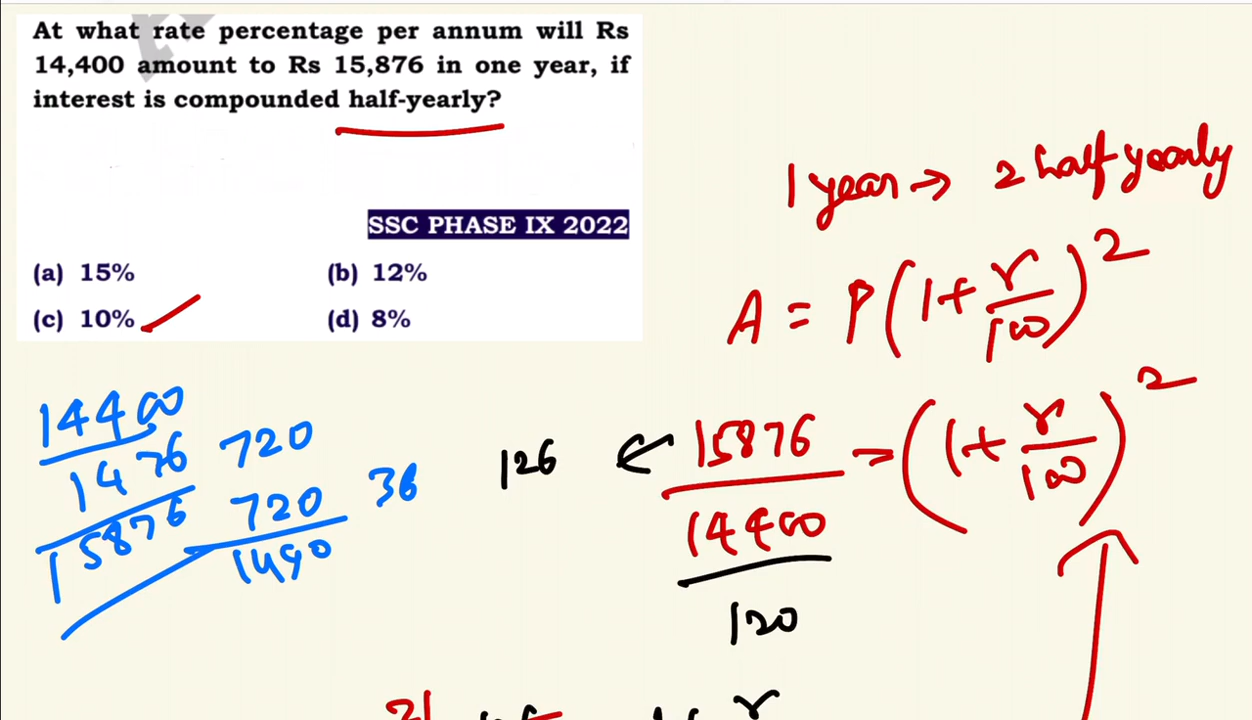 At what rate percentage per annum will Rs
14,400 amount to Rs 15,876 in one year, if
interest is compounded half-yearly?
SSC PHASE IX 2022
(a) 15% (b) 12%
(c) 10% (d) 8%
1 year → 2 half yearly
A = P(1+r/100)^2
15876/14400 = (1+r/100)^2
126 ←
120
14400
1476
15876
720
720 36
1440